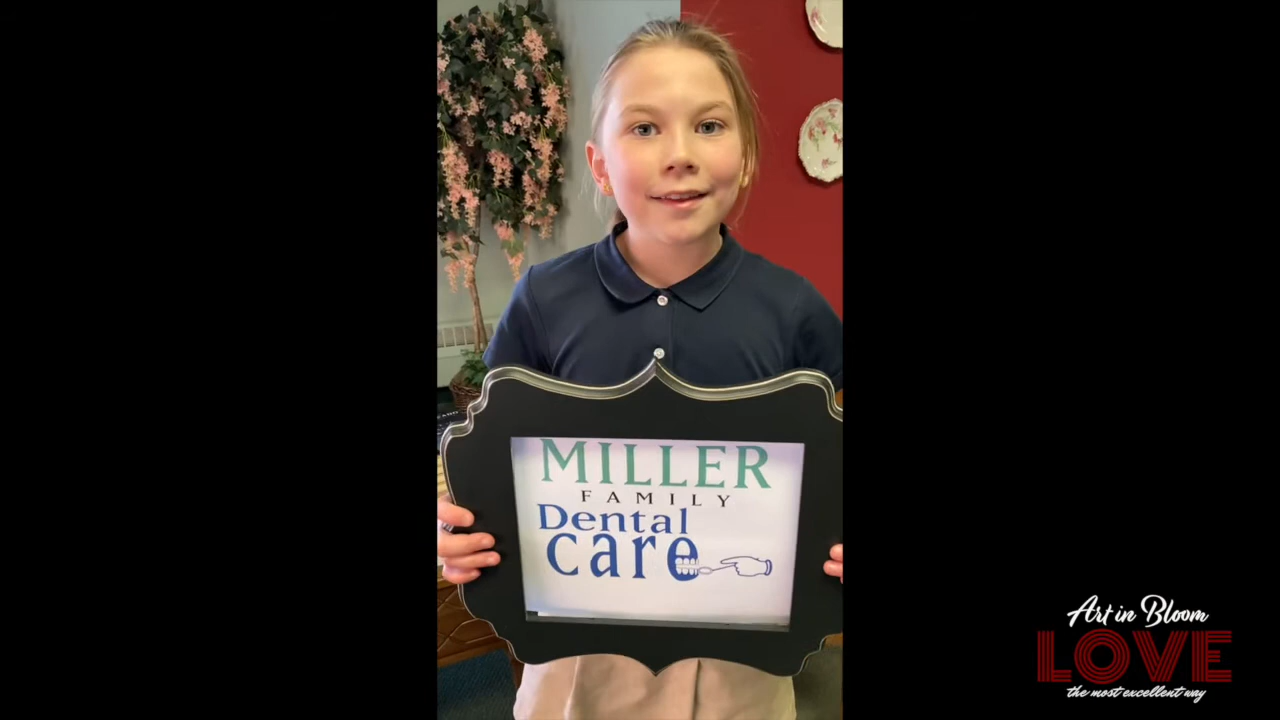 MILLER
FAMILY
Dental
care
Art in Bloom
LOVE
the most excellent way